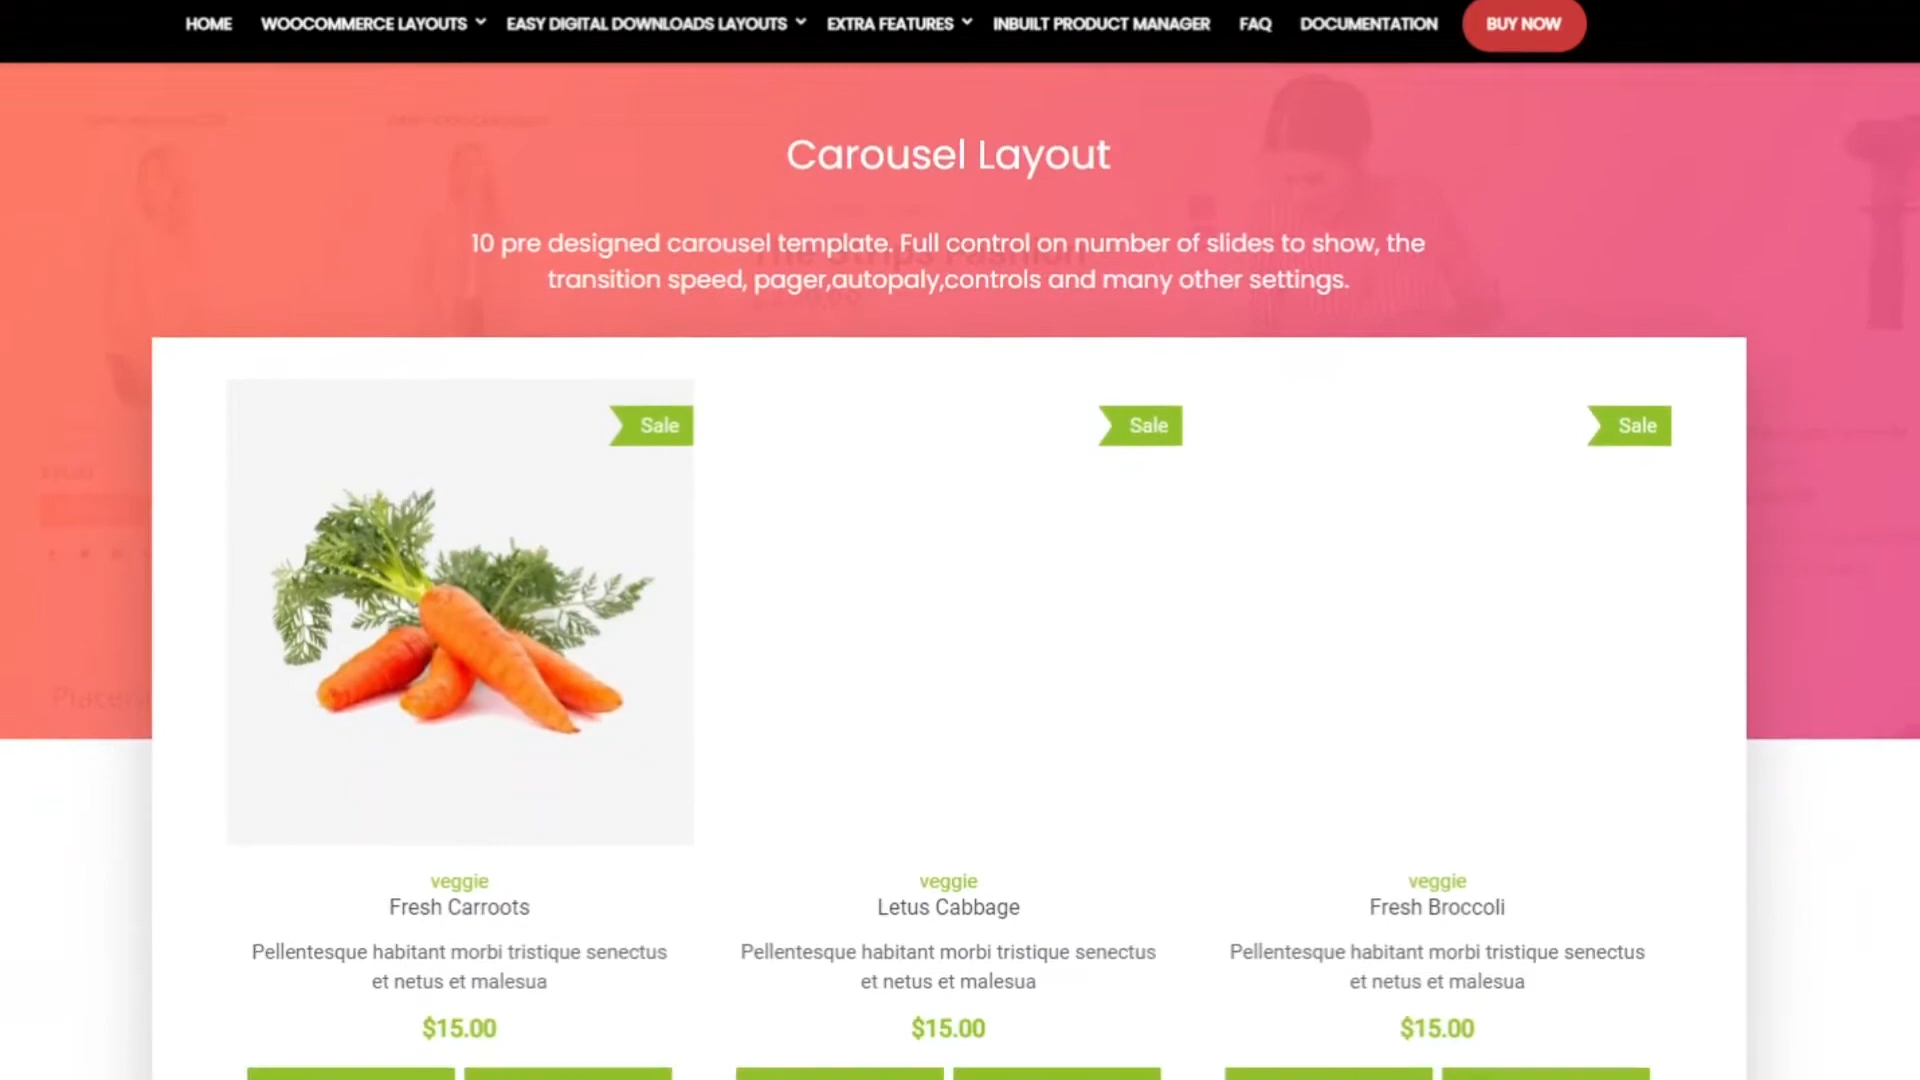 HOME WOOCOMMERCE LAYOUTS EASY DIGITAL DOWNLOADS LAYOUTS EXTRA FEATURES INBUILT PRODUCT MANAGER FAQ DOCUMENTATION BUY NOW
Carousel Layout
10 pre designed carousel template. Full control on number of slides to show, the
transition speed, pager,autopaly,controls and many other settings.
Sale Sale Sale
veggie veggie veggie
Fresh Carroots Letus Cabbage Fresh Broccoli
Pellentesque habitant morbi tristique senectus Pellentesque habitant morbi tristique senectus Pellentesque habitant morbi tristique senectus
et netus et malesua et netus et malesua et netus et malesua
$15.00 $15.00 $15.00